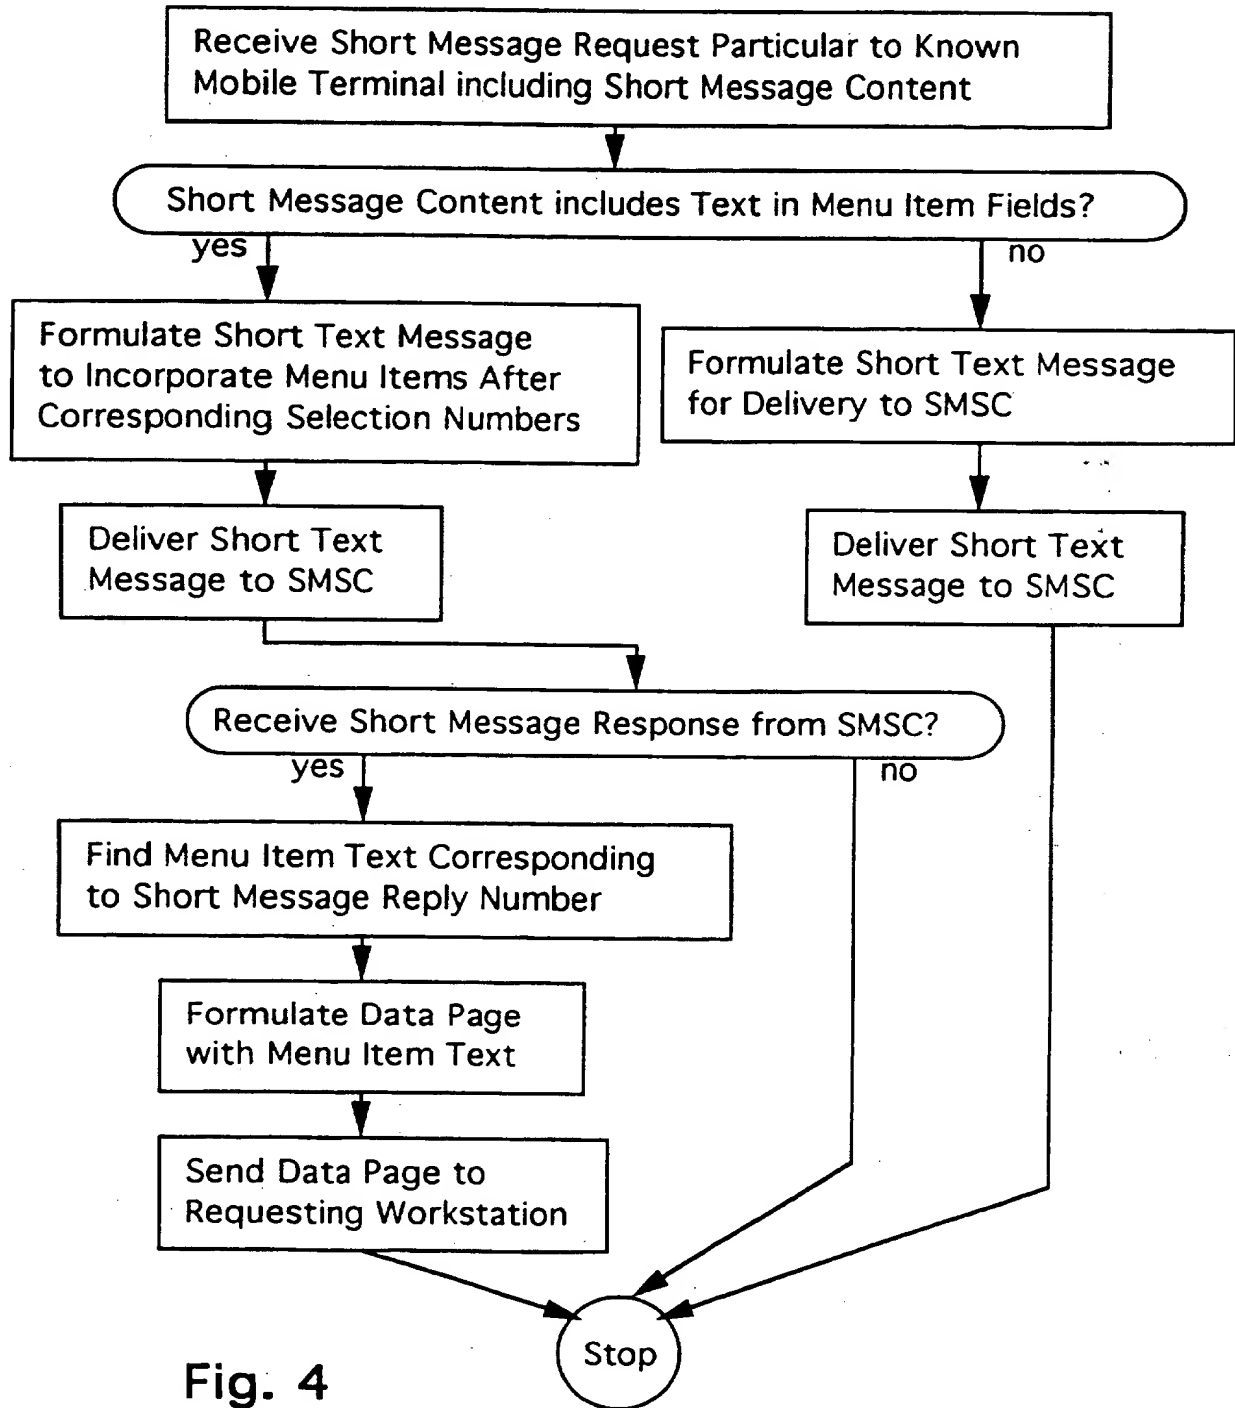 Receive Short Message Request Particular to Known
Mobile Terminal including Short Message Content
Short Message Content includes Text in Menu Item Fields?
yes
no
Formulate Short Text Message
to Incorporate Menu Items After
Corresponding Selection Numbers
Formulate Short Text Message
for Delivery to SMSC
Deliver Short Text
Message to SMSC
Deliver Short Text
Message to SMSC
Receive Short Message Response from SMSC?
yes
no
Find Menu Item Text Corresponding
to Short Message Reply Number
Formulate Data Page
with Menu Item Text
Send Data Page to
Requesting Workstation
Stop
Fig. 4